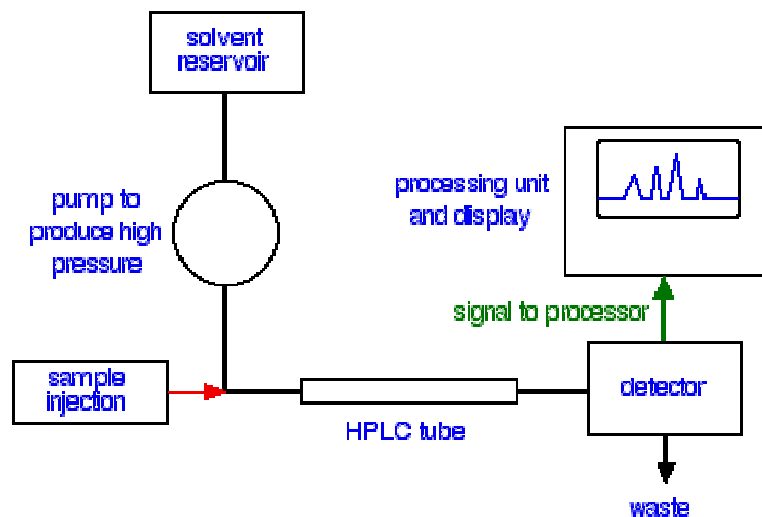 solvent
reservoir
pump to
produce high
pressure
processing unit
and display
signal to processor
sample
injection
detector
HPLC tube
waste